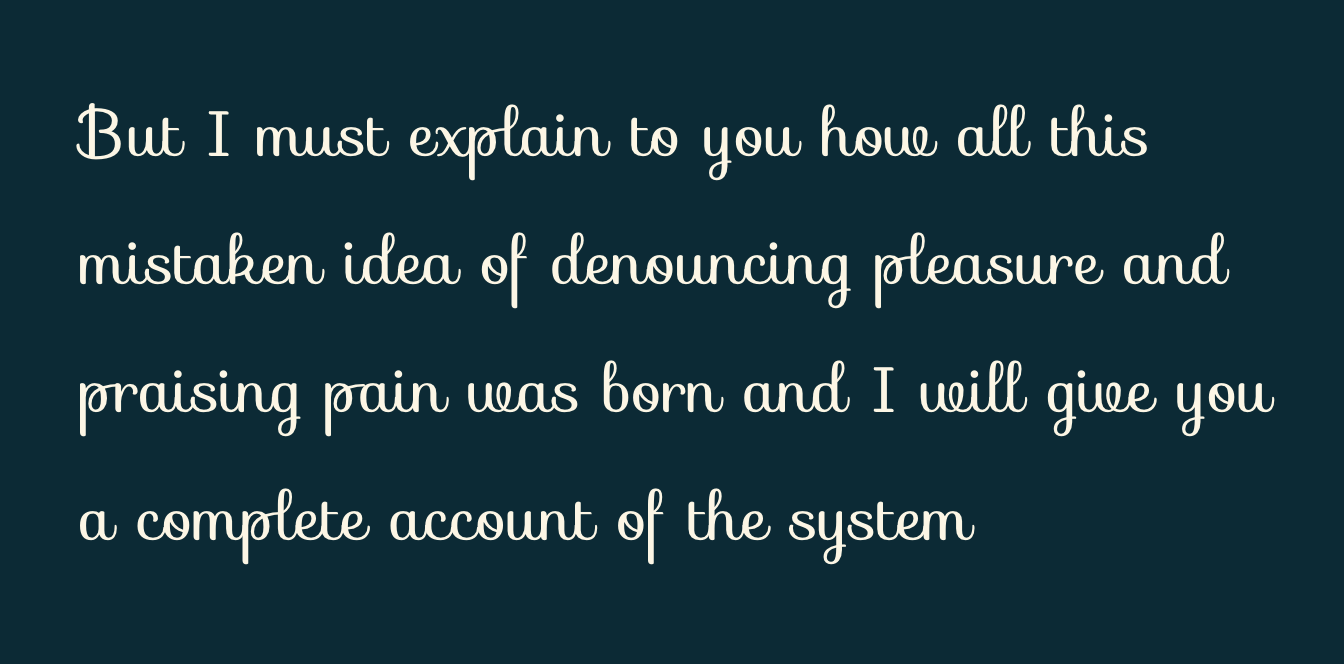 But I must explain to you how all this
mistaken idea of denouncing pleasure and
praising pain was born and I will give you
a complete account of the system